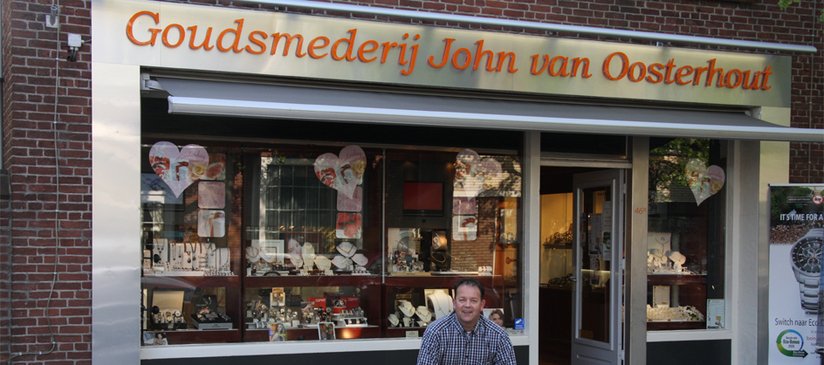 Goudsmederij John van Oosterhout
IT'S TIME FOR A
Switch naar Eco-D